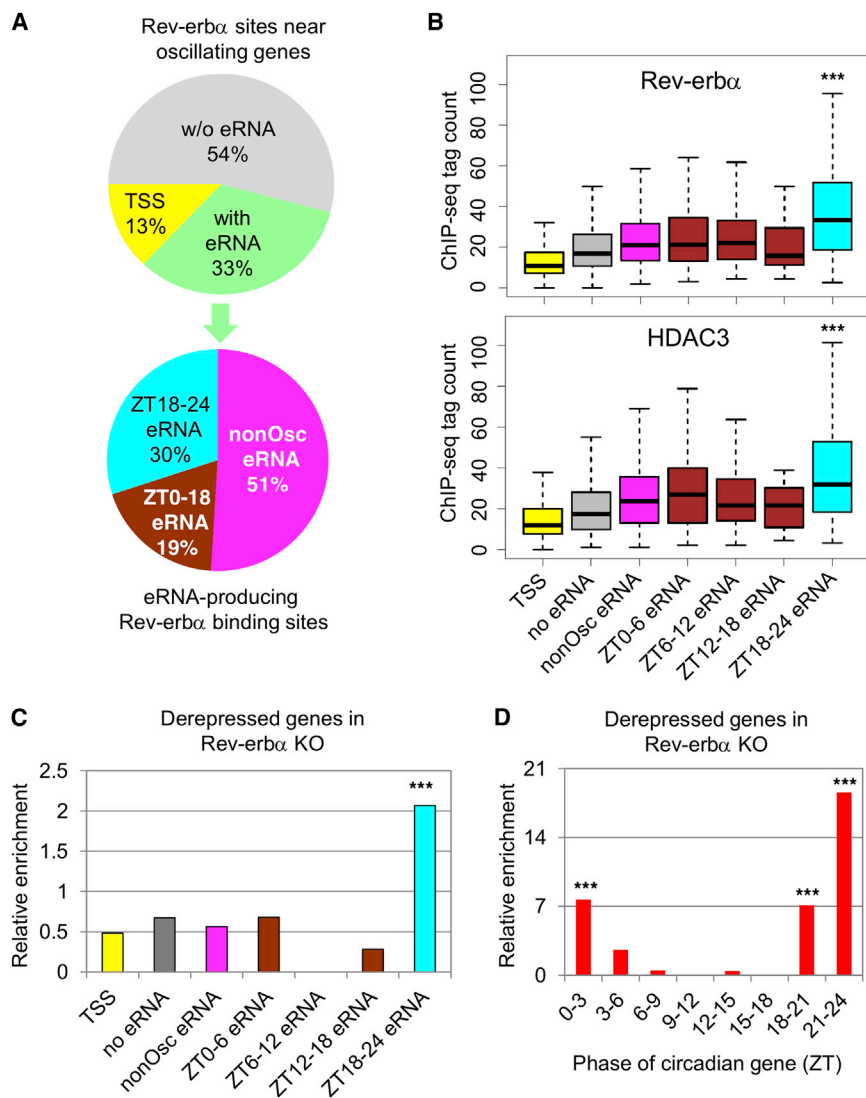 A
Rev-erbα sites near
oscillating genes
w/o eRNA
54%
TSS
13%
with
eRNA
33%
ZT18-24
eRNA
30%
nonOsc
eRNA
51%
ZT0-18
eRNA
19%
eRNA-producing
Rev-erbα binding sites
B
Rev-erbα
***
ChIP-seq tag count
100
80
60
40
20
0
HDAC3
***
ChIP-seq tag count
100
80
60
40
20
0
TSS
no eRNA
nonOsc eRNA
ZT0-6 eRNA
ZT6-12 eRNA
ZT12-18 eRNA
ZT18-24 eRNA
C
Derepressed genes in
Rev-erbα KO
Relative enrichment
2.5
2
1.5
1
0.5
0
***
TSS
no eRNA
nonOsc eRNA
ZT0-6 eRNA
ZT6-12 eRNA
ZT12-18 eRNA
ZT18-24 eRNA
D
Derepressed genes in
Rev-erbα KO
Relative enrichment
21
14
7
0
***
***
***
0-3
3-6
6-9
9-12
12-15
15-18
18-21
21-24
Phase of circadian gene (ZT)